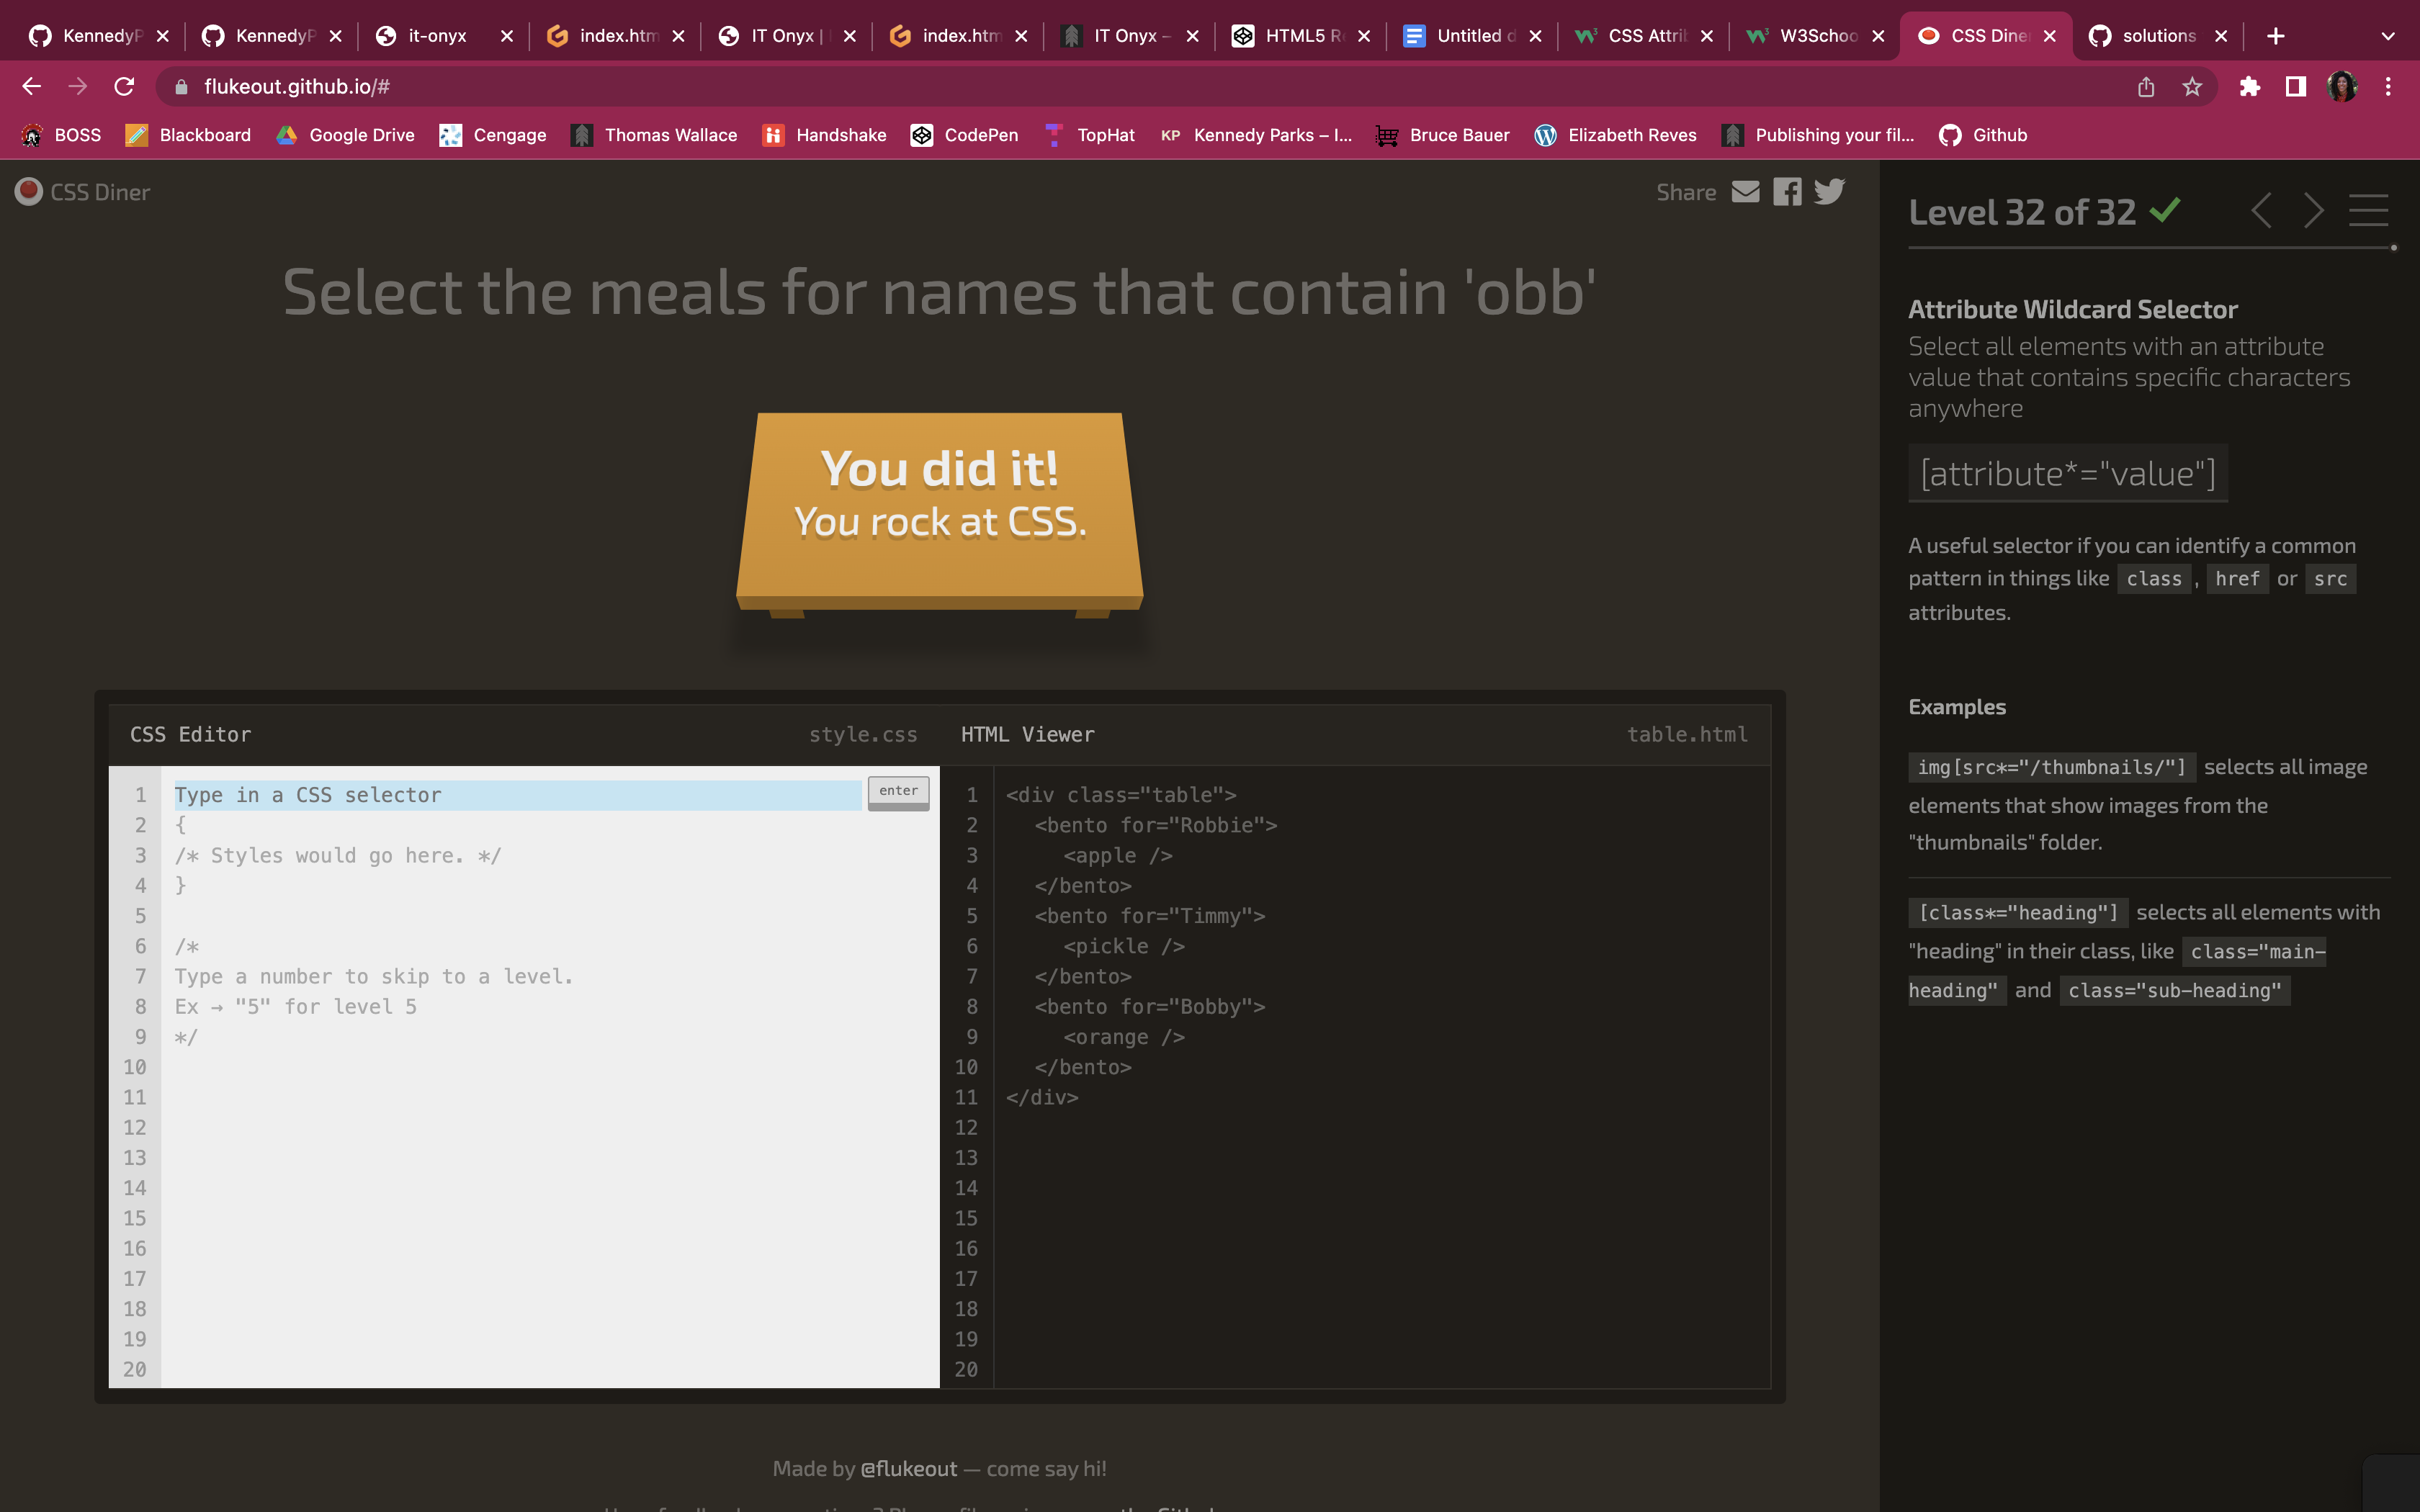 KennedyP
KennedyP
it-onyx
index.htm
IT Onyx |
index.htm
IT Onyx –
HTML5 R
Untitled d
CSS Attri
W3Schoo
CSS Dine
solutions
flukeout.github.io/#
BOSS
Blackboard
Google Drive
Cengage
Thomas Wallace
Handshake
CodePen
TopHat
KP Kennedy Parks – I...
Bruce Bauer
Elizabeth Reves
Publishing your fil...
Github
CSS Diner
Share
Select the meals for names that contain 'obb'
You did it!
You rock at CSS.
CSS Editor
style.css
1 Type in a CSS selector
enter
2 {
3 /* Styles would go here. */
4 }
5
6 /*
7 Type a number to skip to a level.
8 Ex → "5" for level 5
9 */
10
11
12
13
14
15
16
17
18
19
20
HTML Viewer
table.html
1 <div class="table">
2 <bento for="Robbie">
3 <apple />
4 </bento>
5 <bento for="Timmy">
6 <pickle />
7 </bento>
8 <bento for="Bobby">
9 <orange />
10 </bento>
11 </div>
12
13
14
15
16
17
18
19
20
Made by @flukeout — come say hi!
Level 32 of 32
Attribute Wildcard Selector
Select all elements with an attribute
value that contains specific characters
anywhere
[attribute*="value"]
A useful selector if you can identify a common
pattern in things like class , href or src
attributes.
Examples
img[src*="/thumbnails/"] selects all image
elements that show images from the
"thumbnails" folder.
[class*="heading"] selects all elements with
"heading" in their class, like class="main-
heading" and class="sub-heading"